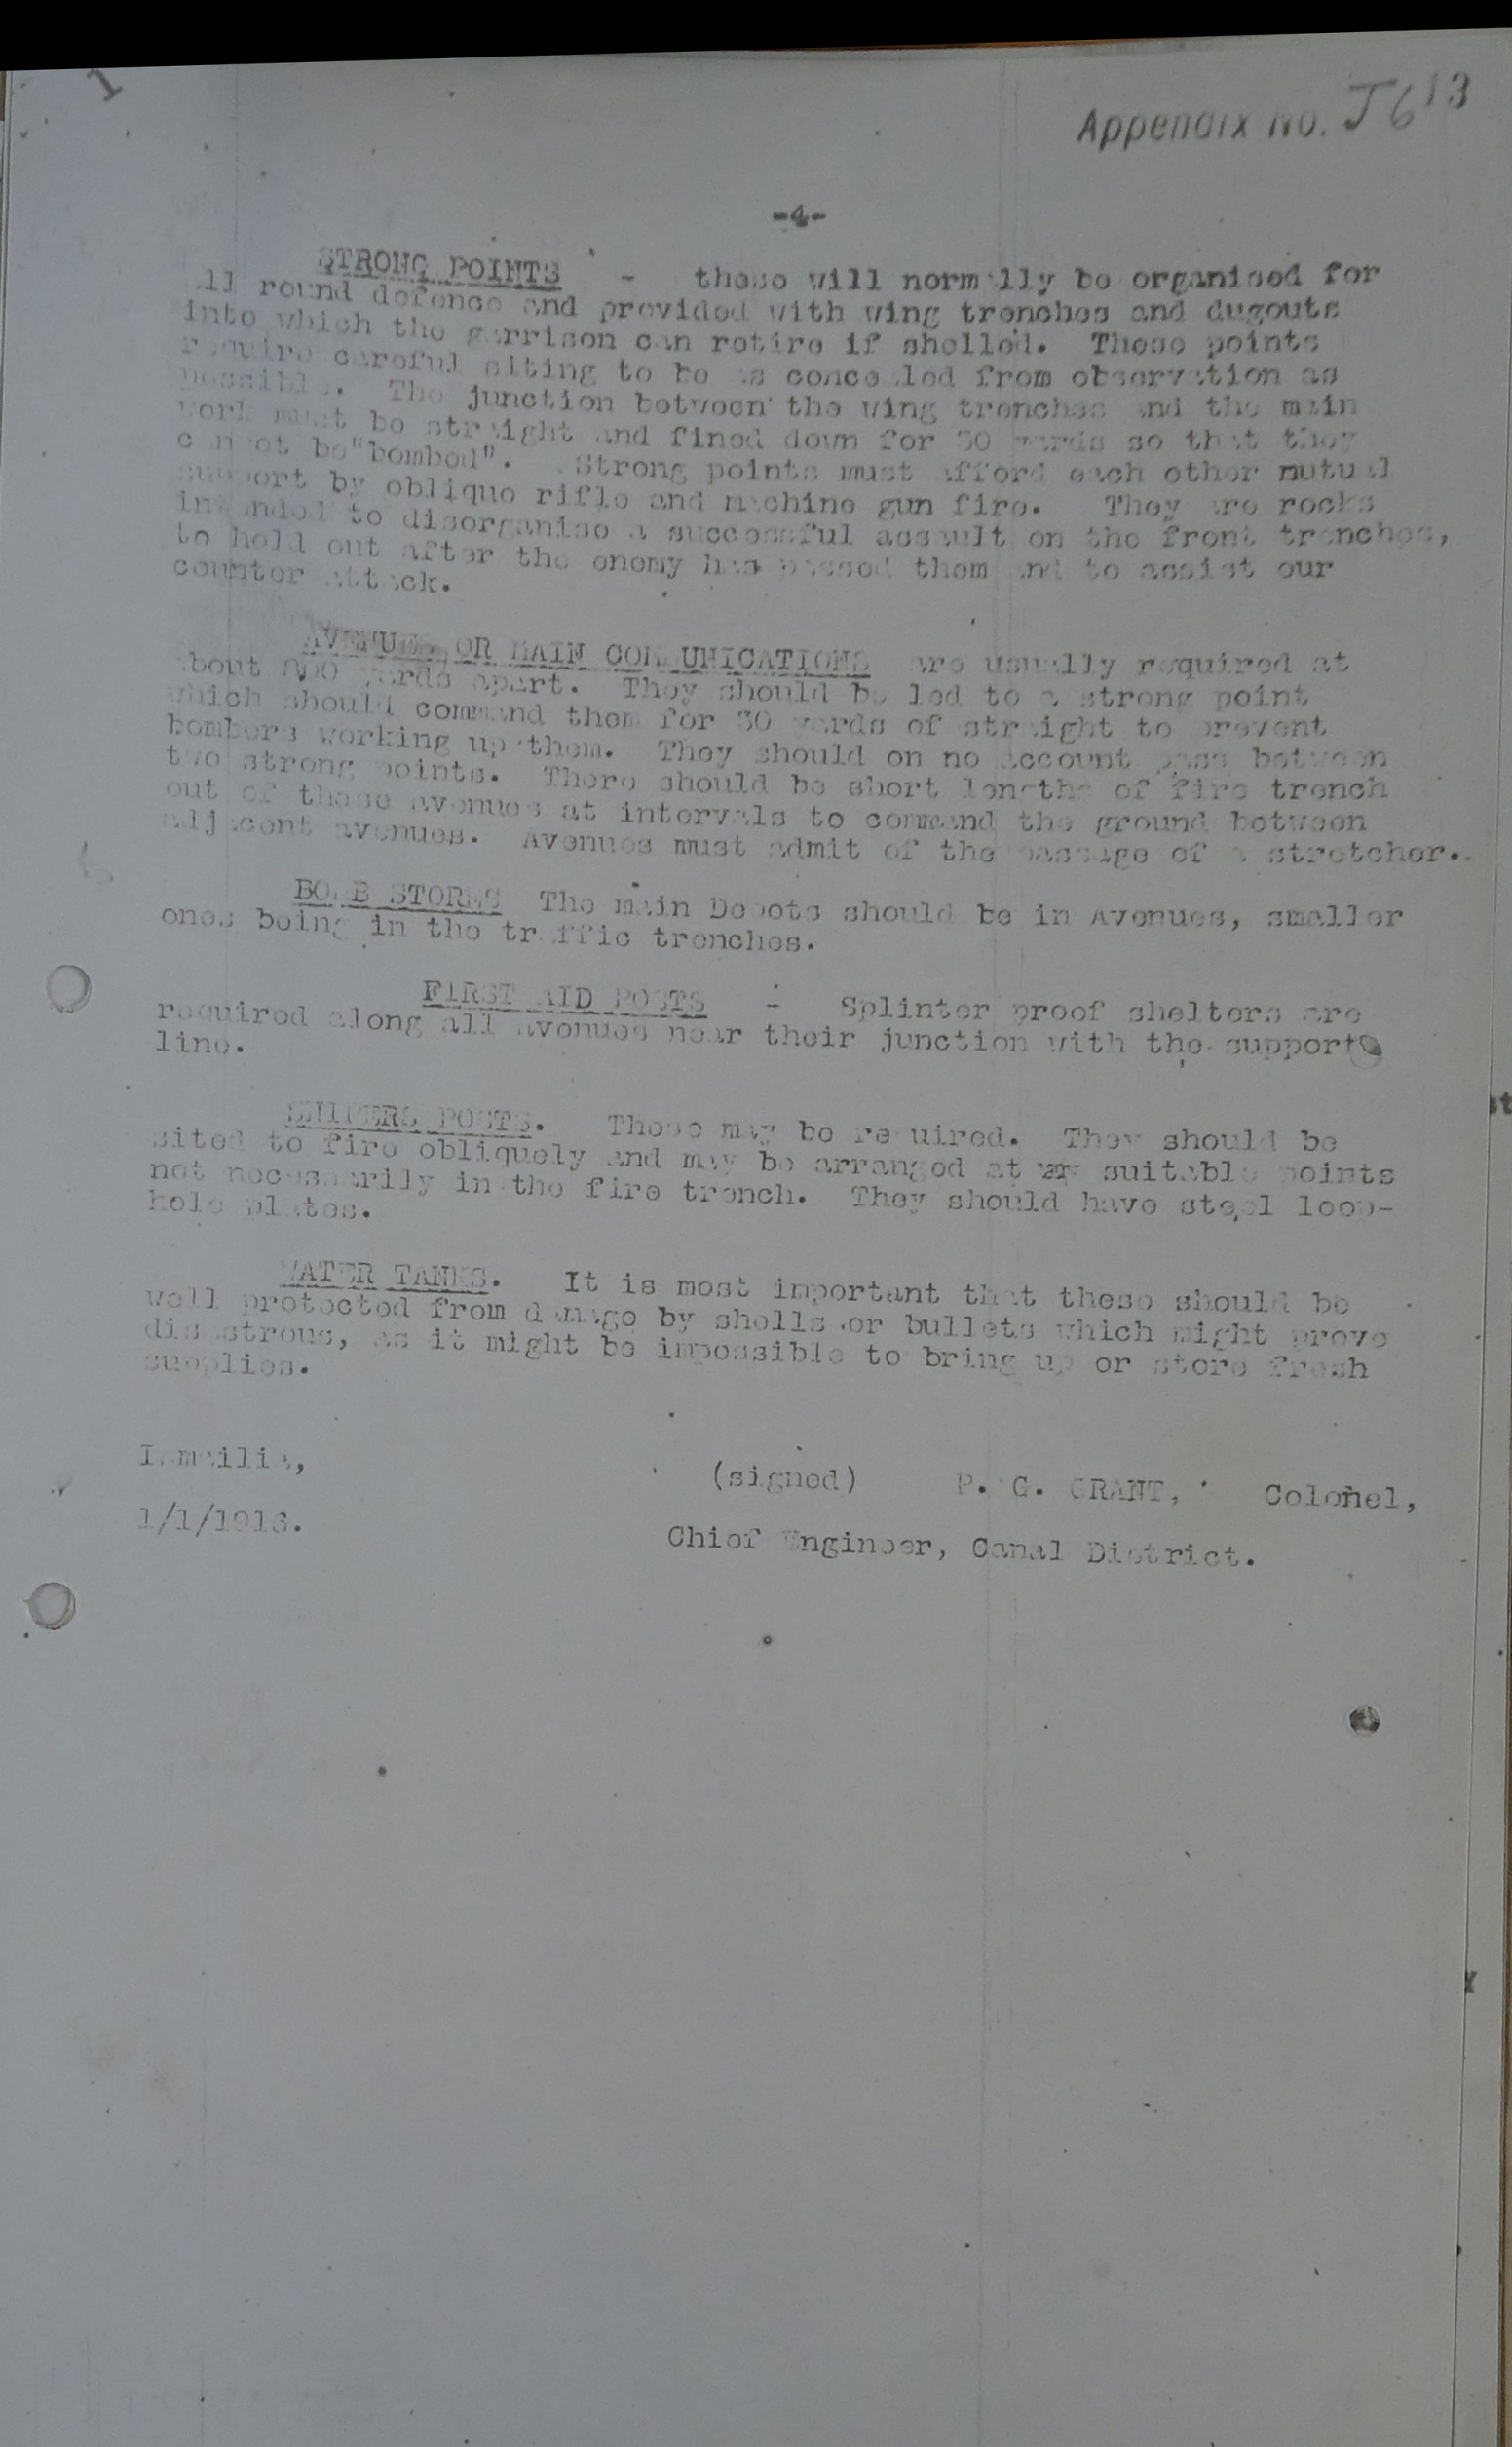 Appendix No. J6 13
-4-
STRONG POINTS - these will normally be organised for
all round defence and provided with wing trenches and dugouts
into which the garrison can retire if shelled. These points
require careful siting to be as concealed from observation as
possible. The junction between the wing trenches and the main
work must be straight and fined down for 30 yards so that they
cannot be "bombed". Strong points must afford each other mutual
support by oblique rifle and machine gun fire. They are rocks
intended to disorganise a successful assault on the front trenches,
to hold out after the enemy has passed them and to assist our
counter attack.
AVENUES OR MAIN COMMUNICATIONS are usually required at
about 200 yards apart. They should be led to a strong point
which should command them for 30 yards of straight to prevent
bombers working up them. They should on no account pass between
two strong points. There should be short lengths of fire trench
out of these avenues at intervals to command the ground between
adjacent avenues. Avenues must admit of the passage of a stretcher.
BOMB STORES The main Depots should be in Avenues, smaller
ones being in the traffic trenches.
FIRST AID POSTS - Splinter proof shelters are
required along all avenues near their junction with the support
line.
SNIPERS POSTS. These may be required. They should be
sited to fire obliquely and may be arranged at any suitable points
not necessarily in the fire trench. They should have steel loop-
hole plates.
WATER TANKS. It is most important that these should be
well protected from damage by shells or bullets which might prove
disastrous, as it might be impossible to bring up or store fresh
supplies.
Ismailia, (signed) P. G. GRANT, Colonel,
1/1/1916. Chief Engineer, Canal District.